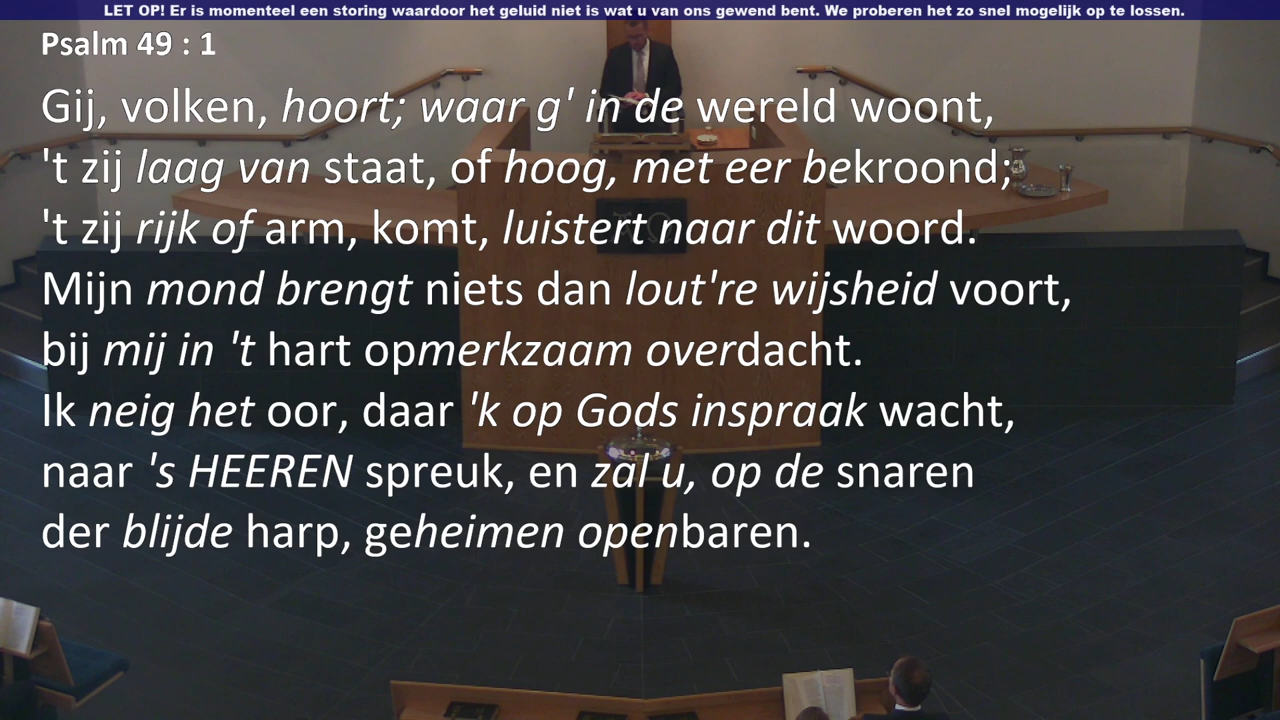 LET OP! Er is momenteel een storing waardoor het geluid niet is wat u van ons gewend bent. We proberen het zo snel mogelijk op te lossen.
Psalm 49 : 1
Gij, volken, hoort; waar g' in de wereld woont,
't zij laag van staat, of hoog, met eer bekroond;
't zij rijk of arm, komt, luistert naar dit woord.
Mijn mond brengt niets dan lout're wijsheid voort,
bij mij in 't hart opmerkzaam overdacht.
Ik neig het oor, daar 'k op Gods inspraak wacht,
naar 's HEEREN spreuk, en zal u, op de snaren
der blijde harp, geheimen openbaren.